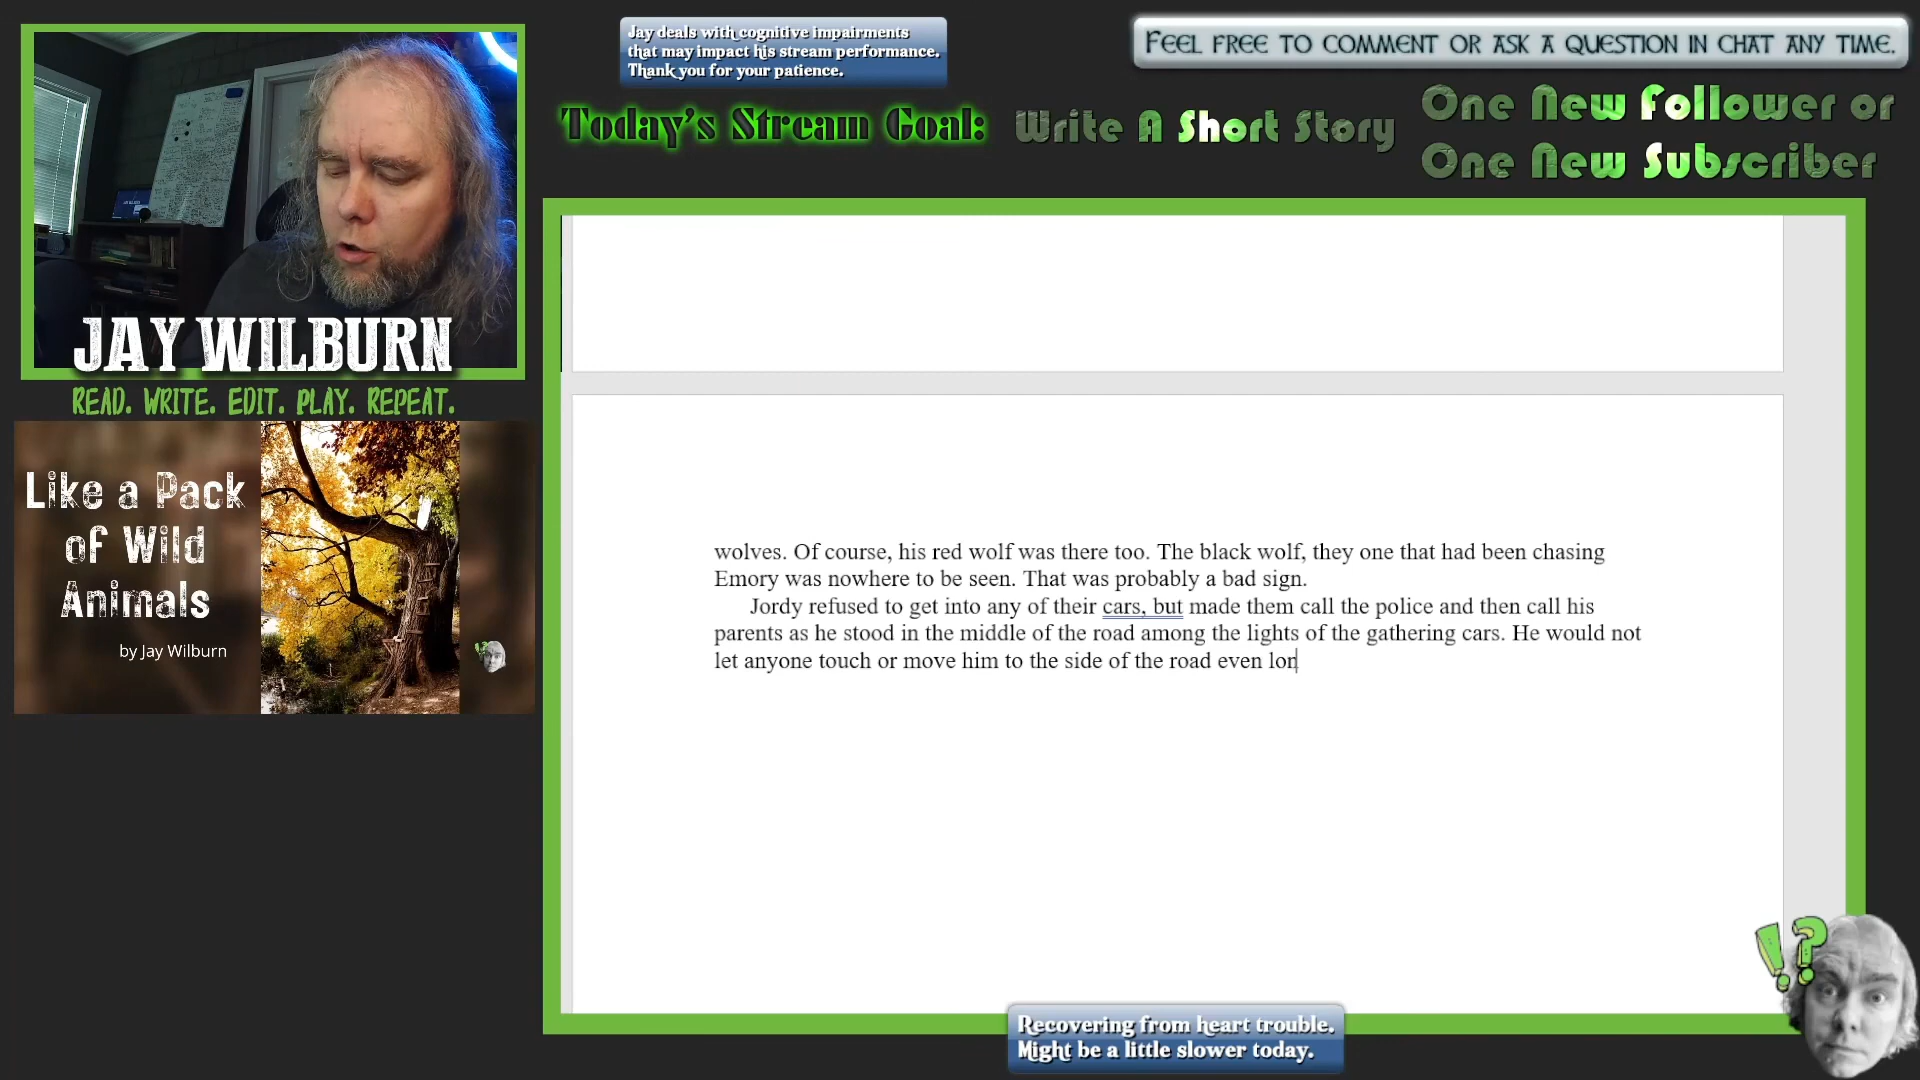 Jay deals with cognitive impairments
that may impact his stream performance.
Thank you for your patience.
FEEL FREE TO COMMENT OR ASK A QUESTION IN CHAT ANY TIME.
Today's Stream Goal:
Write A Short Story
One New Follower or
One New Subscriber
JAY WILBURN
READ. WRITE. EDIT. PLAY. REPEAT.
Like a Pack
of Wild
Animals
by Jay Wilburn
wolves. Of course, his red wolf was there too. The black wolf, they one that had been chasing
Emory was nowhere to be seen. That was probably a bad sign.
Jordy refused to get into any of their cars, but made them call the police and then call his
parents as he stood in the middle of the road among the lights of the gathering cars. He would not
let anyone touch or move him to the side of the road even lon
!?
Recovering from heart trouble.
Might be a little slower today.